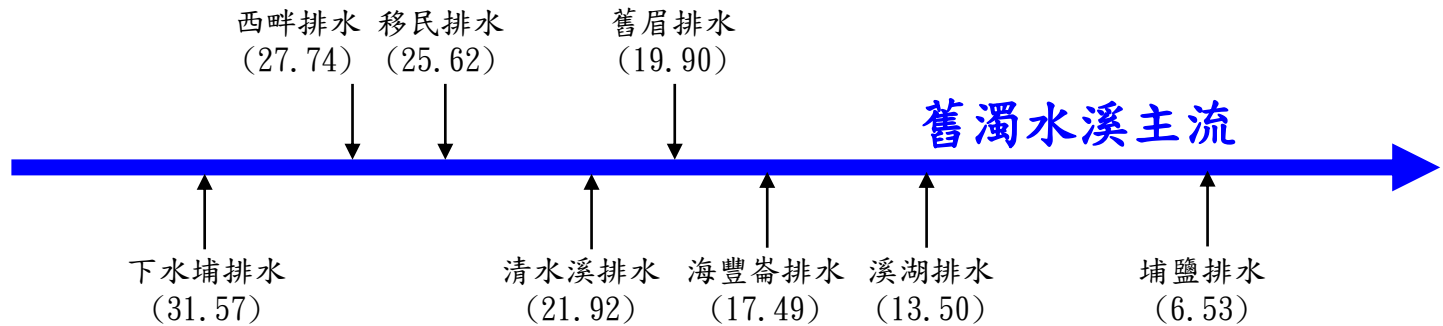 西畔排水
(27.74)
移民排水
(25.62)
舊眉排水
(19.90)
舊濁水溪主流
下水埔排水
(31.57)
清水溪排水
(21.92)
海豐崙排水
(17.49)
溪湖排水
(13.50)
埔鹽排水
(6.53)